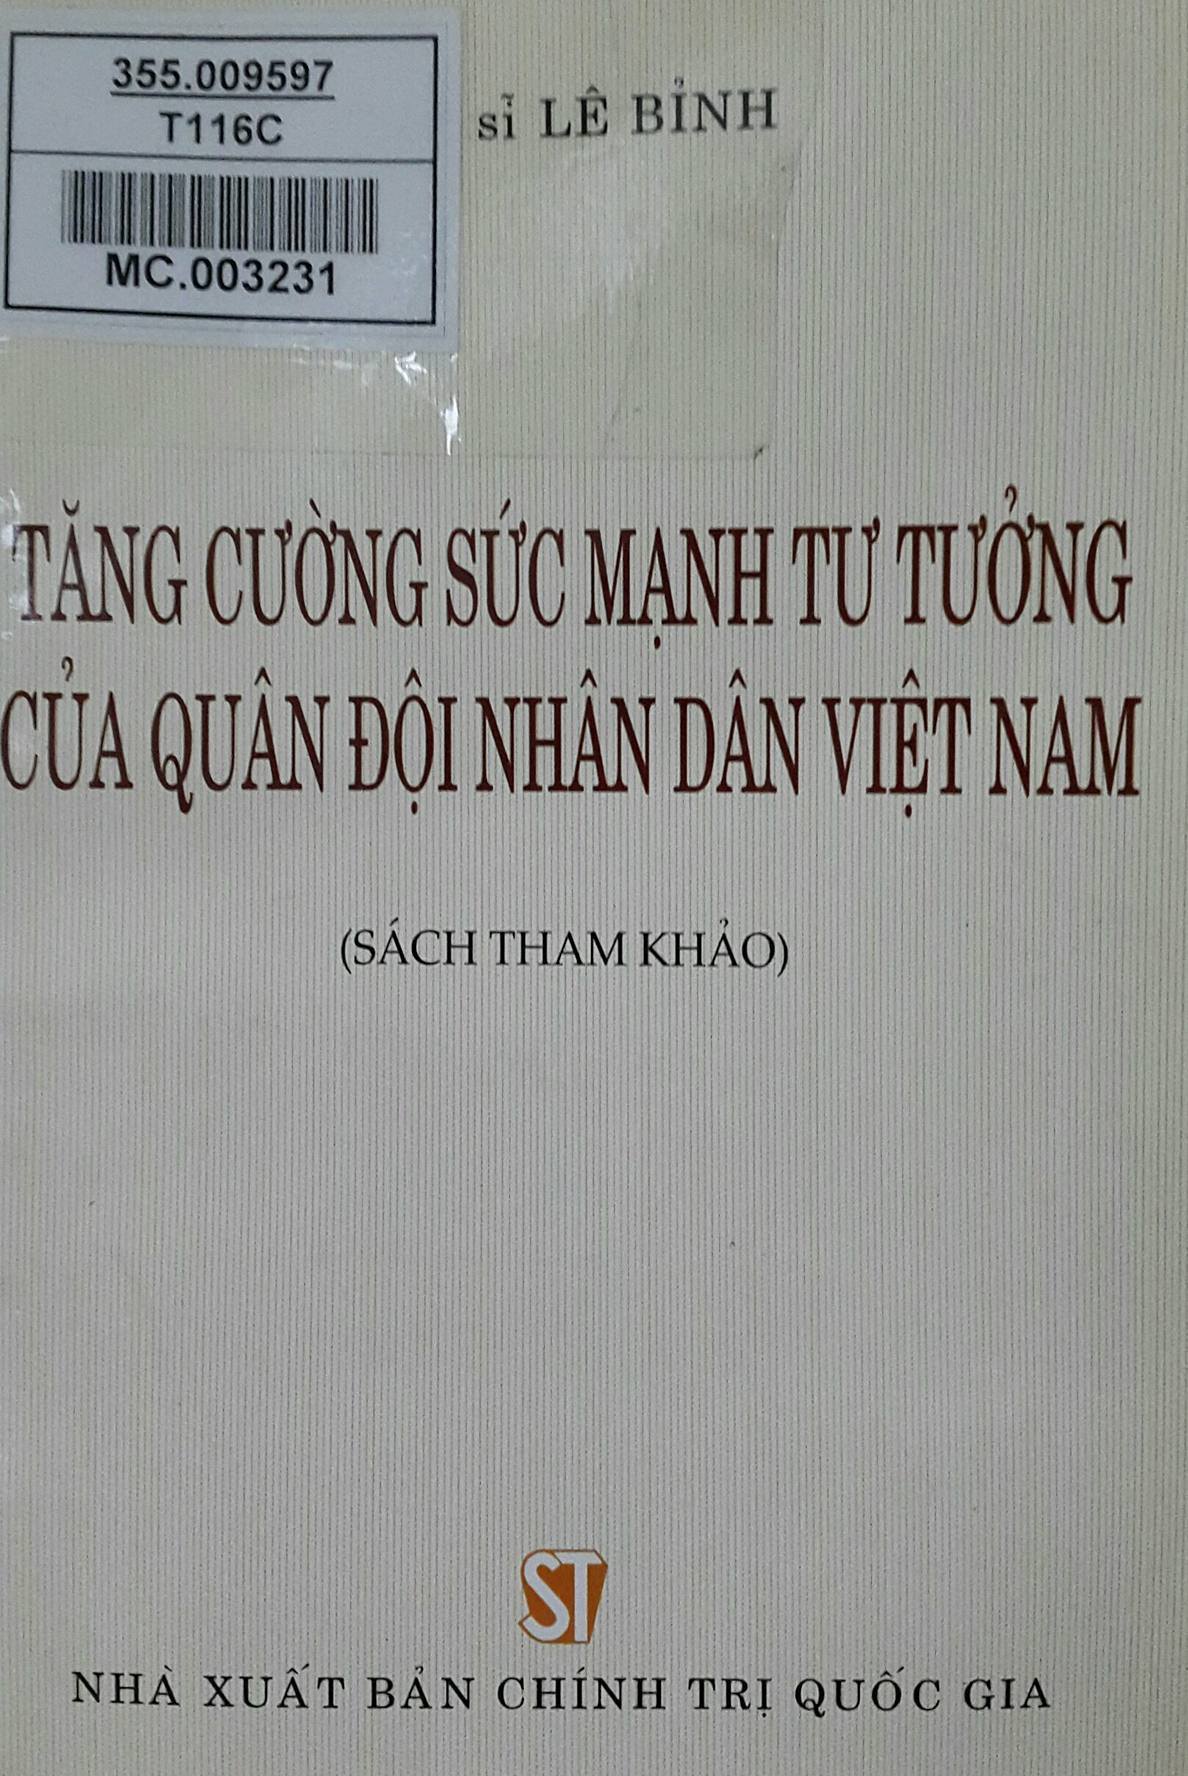 355.009597
T116C
MC.003231
sĩ LÊ BỈNH
TĂNG CƯỜNG SỨC MẠNH TƯ TƯỞNG
CỦA QUÂN ĐỘI NHÂN DÂN VIỆT NAM
(SÁCH THAM KHẢO)
ST
NHÀ XUẤT BẢN CHÍNH TRỊ QUỐC GIA